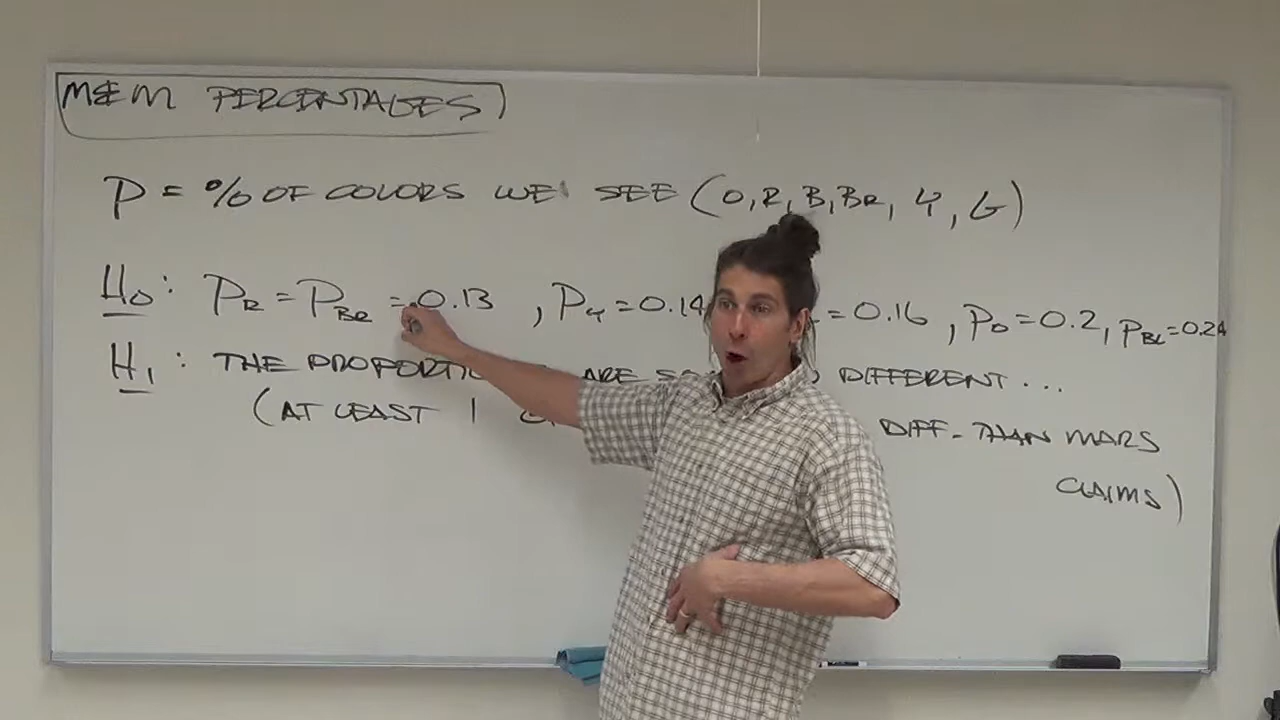 M&M PERCENTAGES
P = % OF COLORS WE SEE (O, R, B, BR, Y, G)
H0: PR = PBR = 0.13, PY = 0.14 = 0.16, PO = 0.2, PBL = 0.24
H1: THE ARE DIFFERENT...
(AT LEAST 1 DIFF. THAN MARS
CLAIMS)